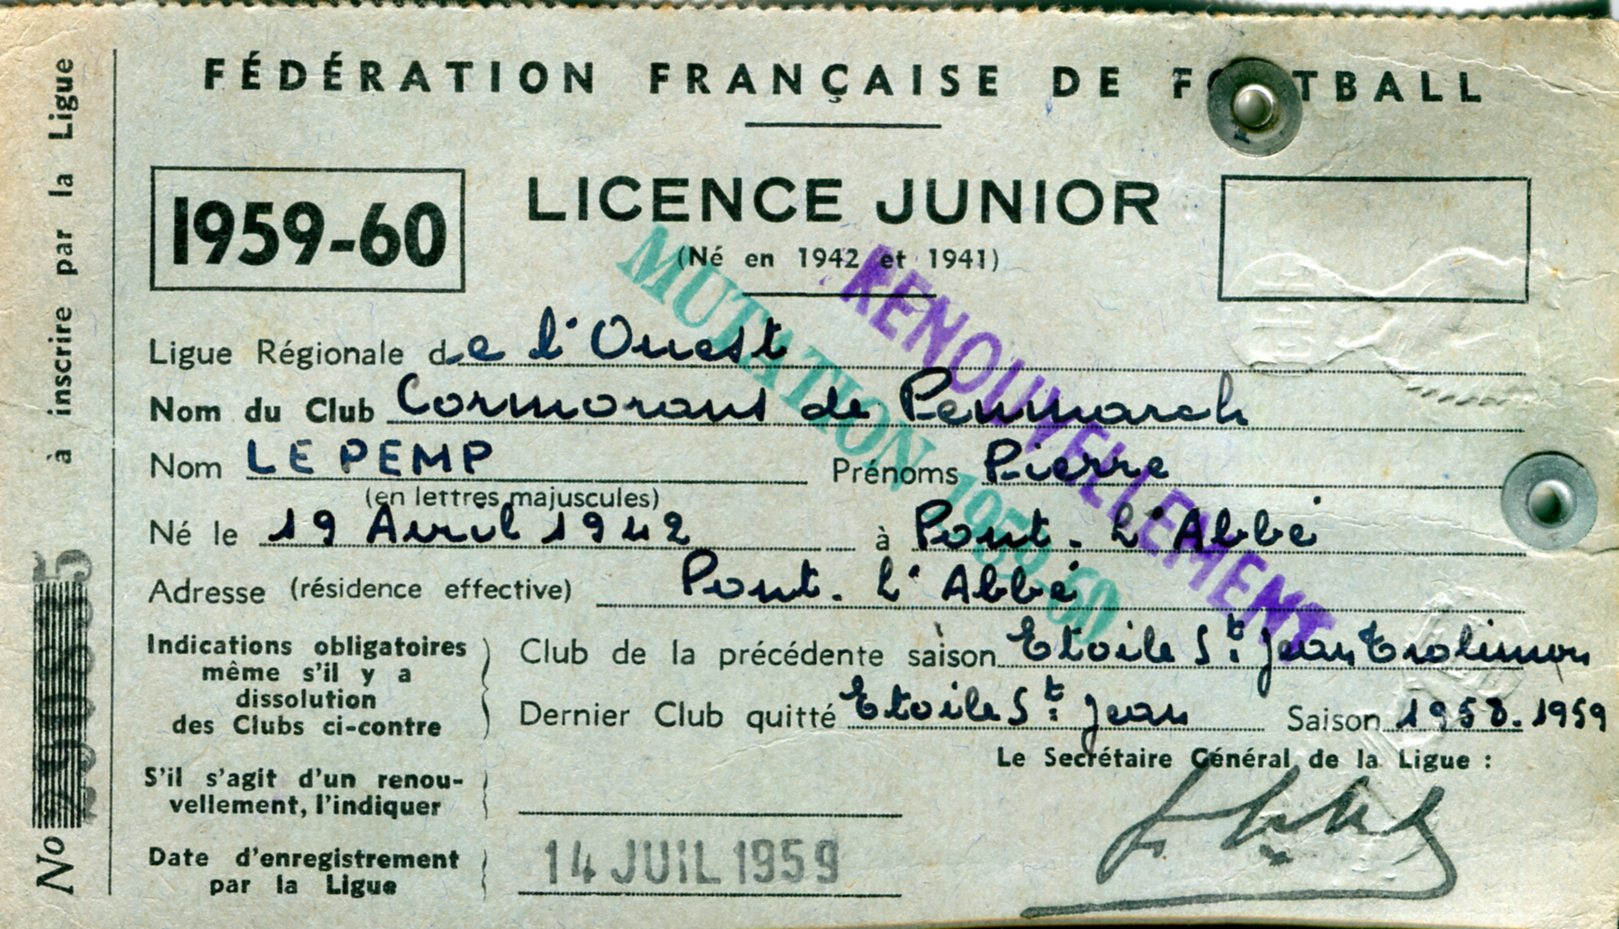 FÉDÉRATION FRANÇAISE DE FOOTBALL
1959-60
LICENCE JUNIOR
(Né en 1942 et 1941)
MUTATION 1959-60
RENOUVELLEMENT
Ligue Régionale de l'Ouest
Nom du Club Cormorans de Penmarch
Nom LE PEMP Prénoms Pierre
(en lettres majuscules)
Né le 19 Avril 1942 à Pont-l'Abbé
Adresse (résidence effective) Pont-l'Abbé
Indications obligatoires
même s'il y a
dissolution
des Clubs ci-contre
Club de la précédente saison Etoile St Jean Trolimon
Dernier Club quitté Etoile St Jean Saison 1958-1959
Le Secrétaire Général de la Ligue :
S'il s'agit d'un renou-
vellement, l'indiquer
Date d'enregistrement
par la Ligue
14 JUIL 1959
No
à inscrire par la Ligue